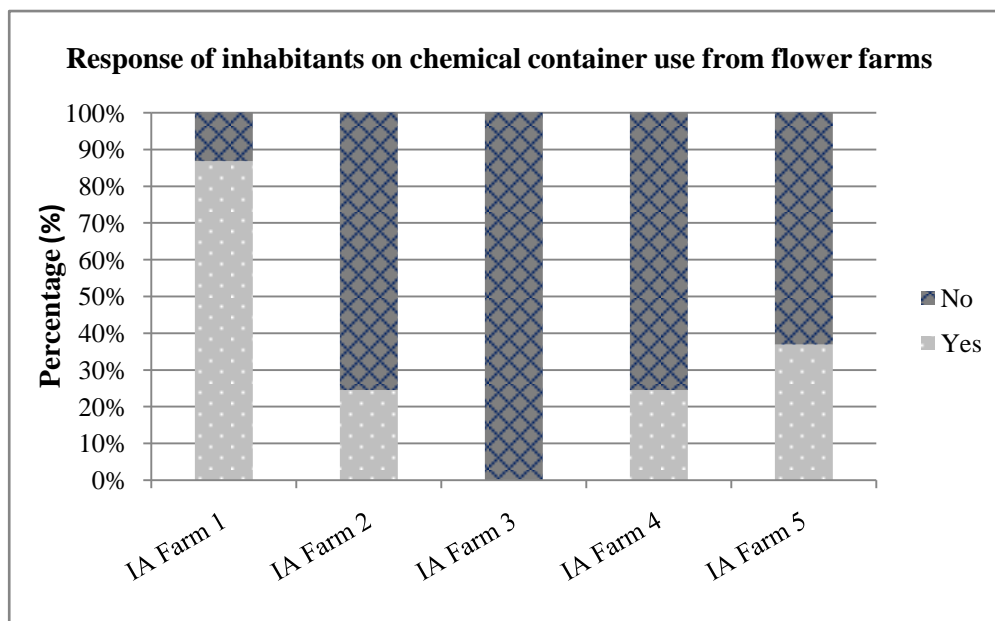 Response of inhabitants on chemical container use from flower farms
100%
90%
80%
70%
60%
50%
40%
30%
20%
10%
0%
Percentage (%)
IA Farm 1
IA Farm 2
IA Farm 3
IA Farm 4
IA Farm 5
No
Yes